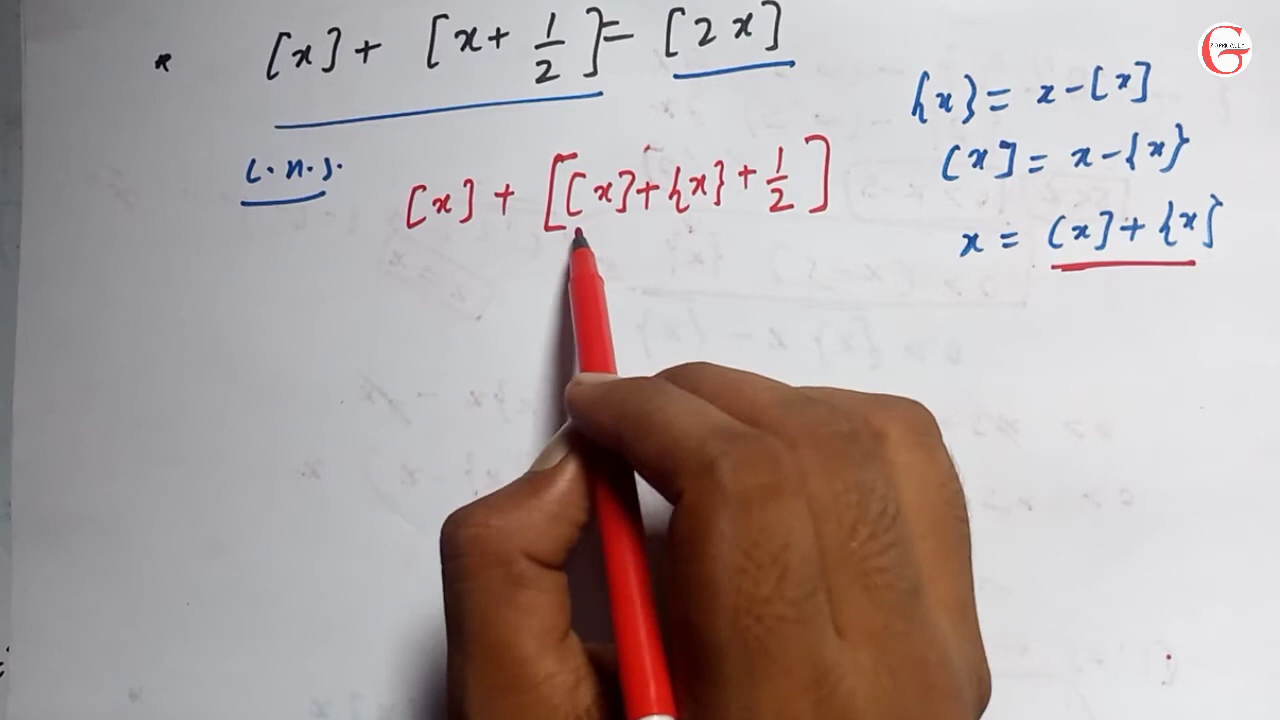 * [x] + [x + 1/2] = [2x]
{x} = x - [x]
[x] = x - {x}
x = [x] + {x}
L.H.S.
[x] + [[x] + {x} + 1/2]